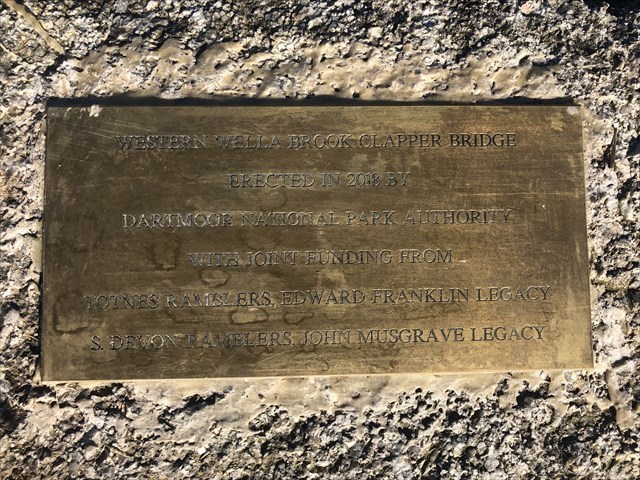 WESTERN WELLA BROOK CLAPPER BRIDGE
ERECTED IN 2018 BY
DARTMOOR NATIONAL PARK AUTHORITY
WITH JOINT FUNDING FROM
TOTNES RAMBLERS, EDWARD FRANKLIN LEGACY
S. DEVON RAMBLERS, JOHN MUSGRAVE LEGACY